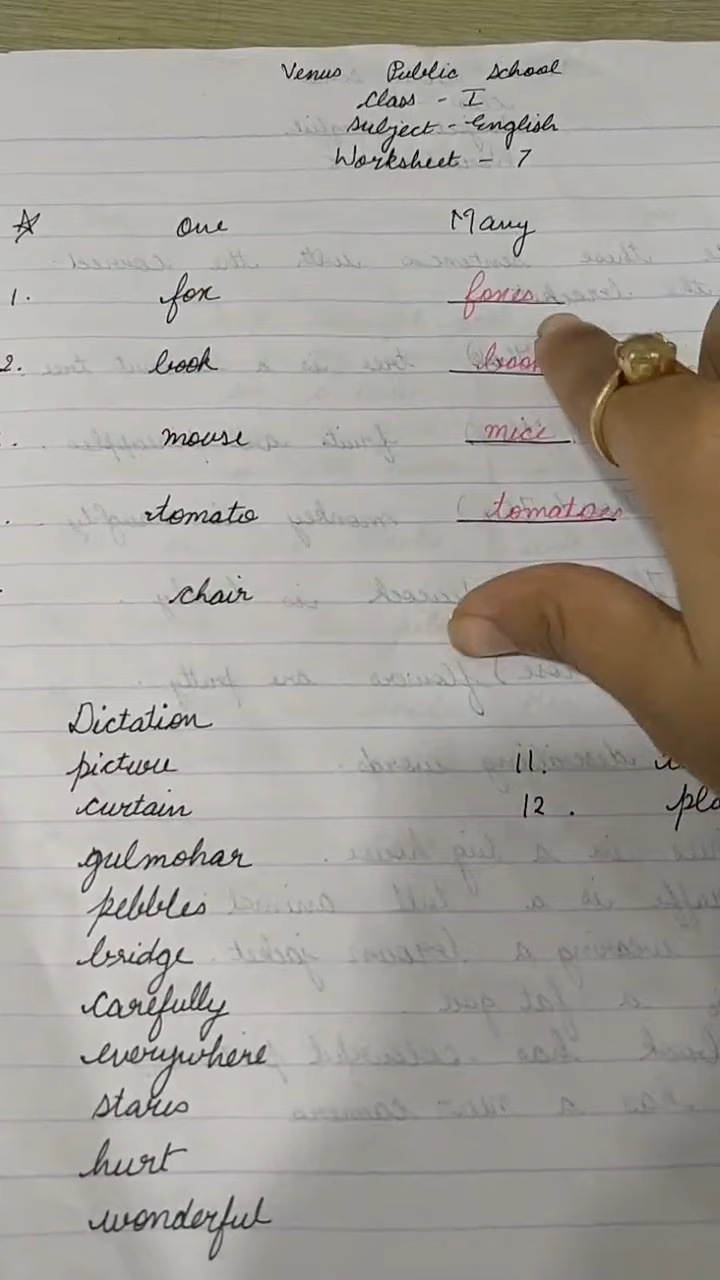 Venus Public School
Class - I
Subject - English
Worksheet - 7
One Many
1. fox foxes
2. book
mouse mice
tomato tomatoes
chair
Dictation
picture 11.
curtain 12.
gulmohar
pebbles
bridge
carefully
everywhere
stares
hurt
wonderful